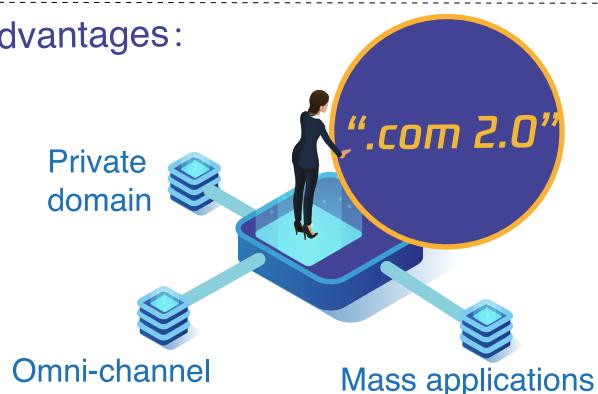 dvantages:
“.com 2.0”
Private
domain
Omni-channel
Mass applications